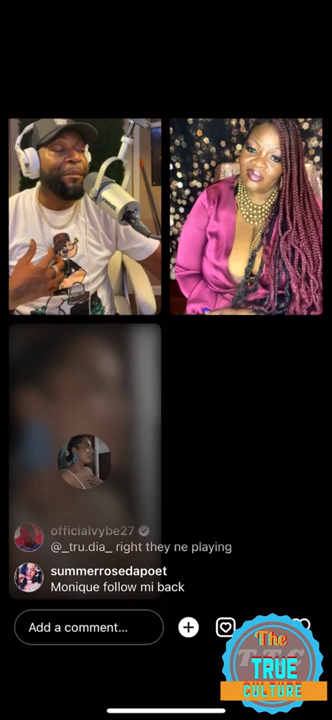 officialvybe27
@_tru.dia_ right they ne playing
summerrosedapoet
Monique follow mi back
Add a comment...
The
TRUE
CULTURE